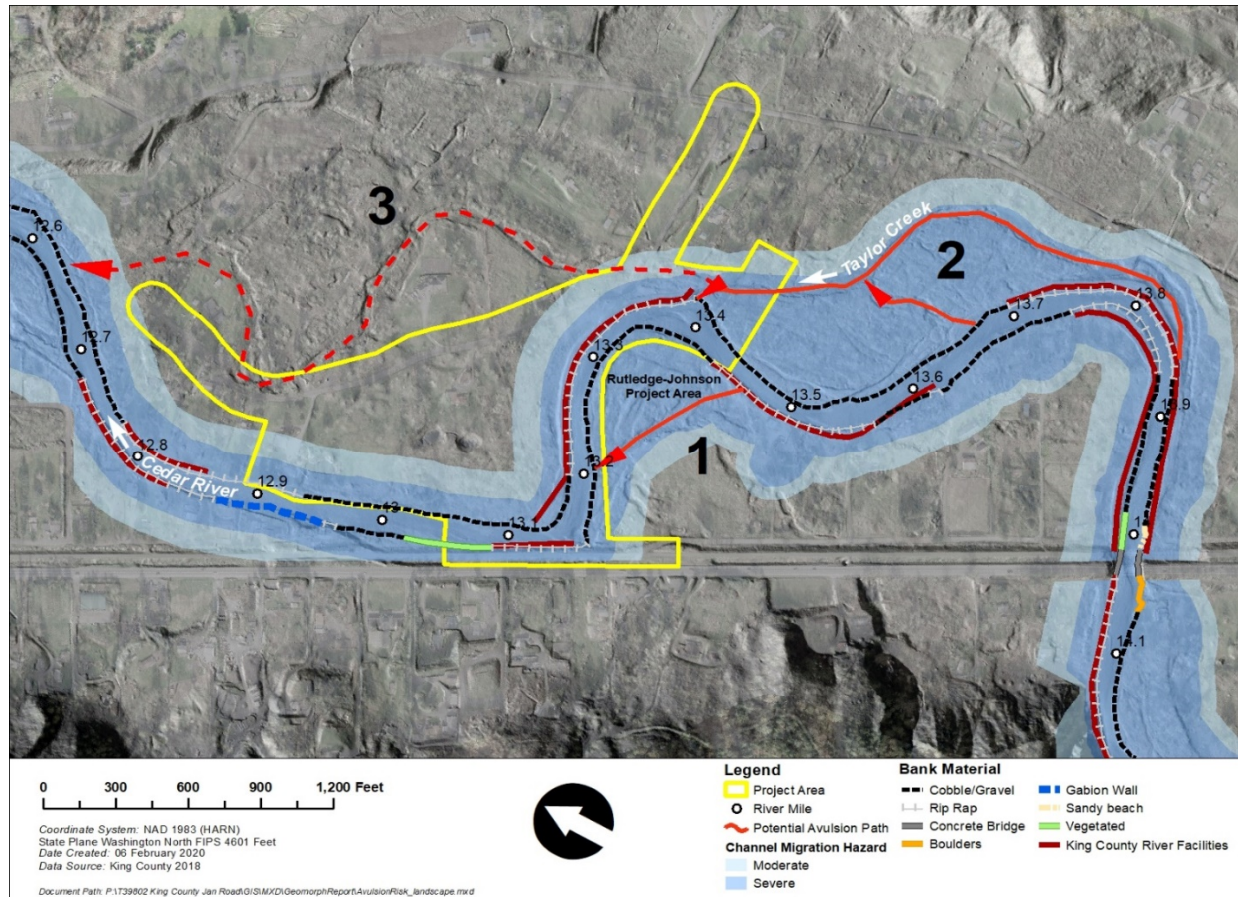 3
2
1
Taylor Creek
12.6
12.7
12.8
Cedar River
12.9
13
13.1
13.2
13.3
13.4
Rutledge-Johnson
Project Area
13.5
13.6
13.7
13.8
13.9
14.1
0 300 600 900 1,200 Feet
Coordinate System: NAD 1983 (HARN)
State Plane Washington North FIPS 4601 Feet
Date Created: 06 February 2020
Data Source: King County 2018
Document Path: P:\T39802 King County Jan Road\GIS\MXD\GeomorphReport\AvulsionRisk_landscape.mxd
Legend
Project Area
River Mile
Potential Avulsion Path
Channel Migration Hazard
Moderate
Severe
Bank Material
Cobble/Gravel
Rip Rap
Concrete Bridge
Boulders
Gabion Wall
Sandy beach
Vegetated
King County River Facilities